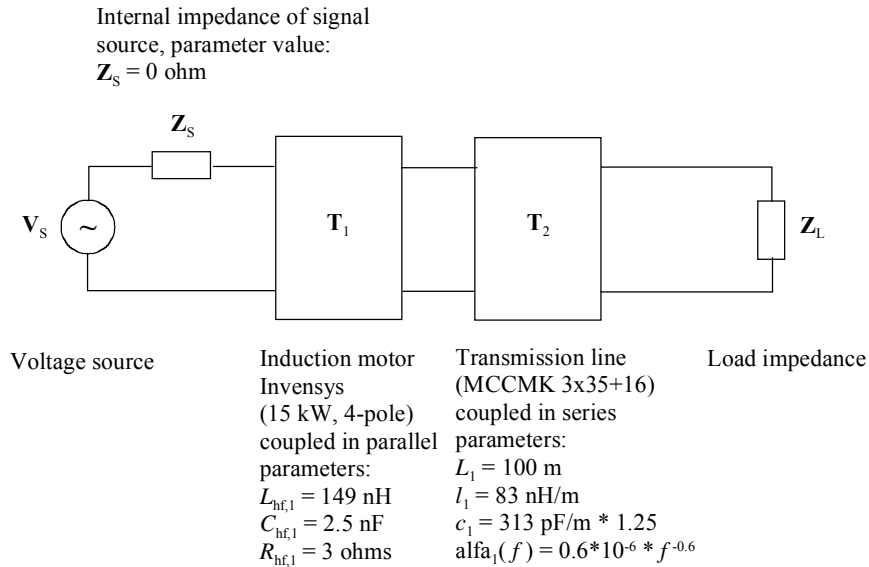 Internal impedance of signal
source, parameter value:
Z_S = 0 ohm
Z_S
V_S
~
T_1
T_2
Z_L
Voltage source
Induction motor
Invensys
(15 kW, 4-pole)
coupled in parallel
parameters:
L_hf,1 = 149 nH
C_hf,1 = 2.5 nF
R_hf,1 = 3 ohms
Transmission line
(MCCMK 3x35+16)
coupled in series
parameters:
L_1 = 100 m
l_1 = 83 nH/m
c_1 = 313 pF/m * 1.25
alfa_1(f) = 0.6*10^-6 * f^-0.6
Load impedance